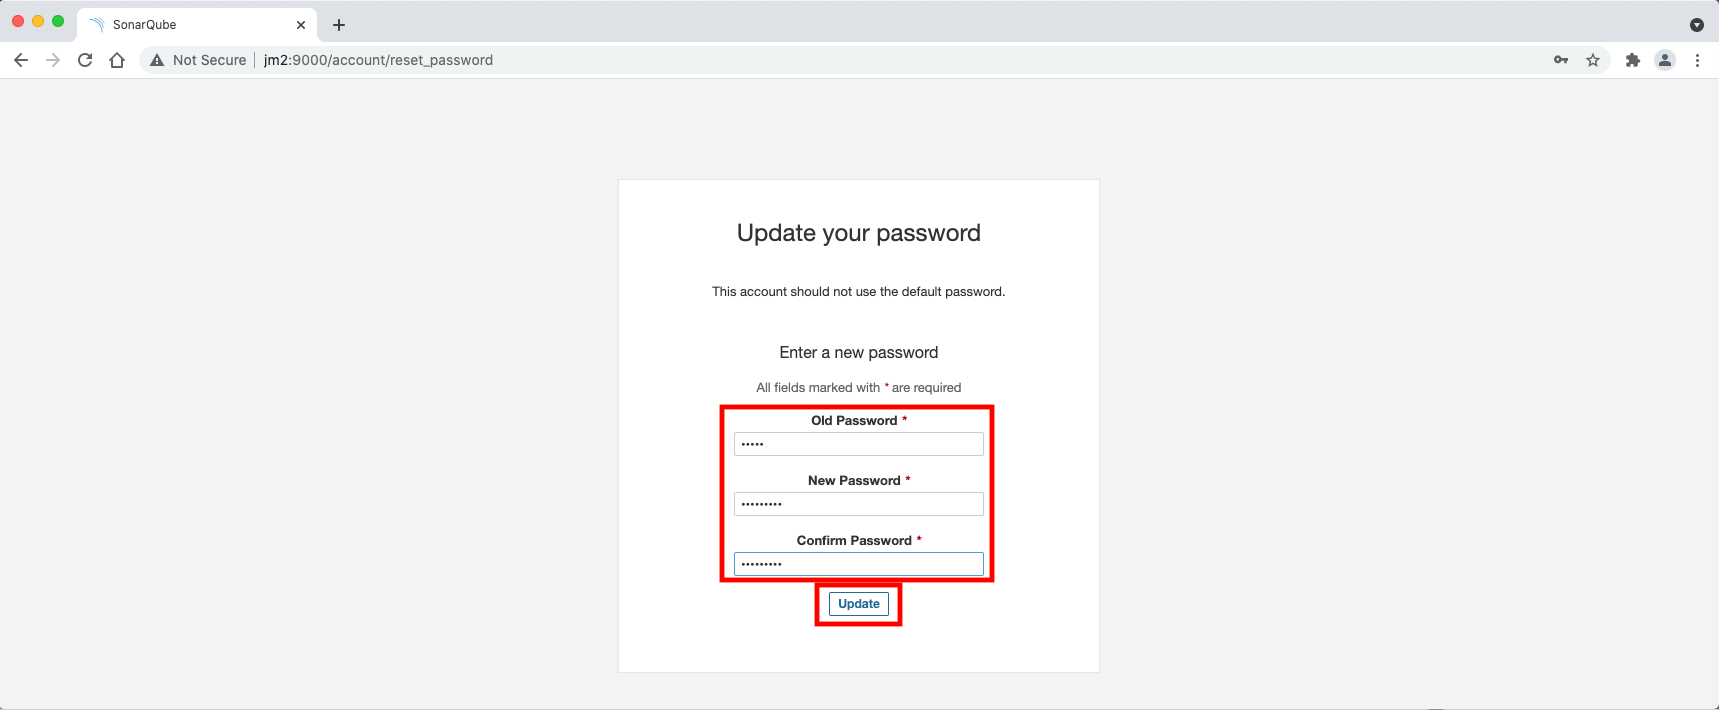 SonarQube
Not Secure jm2:9000/account/reset_password
Update your password
This account should not use the default password.
Enter a new password
All fields marked with * are required
Old Password *
•••••
New Password *
•••••••••
Confirm Password *
•••••••••
Update